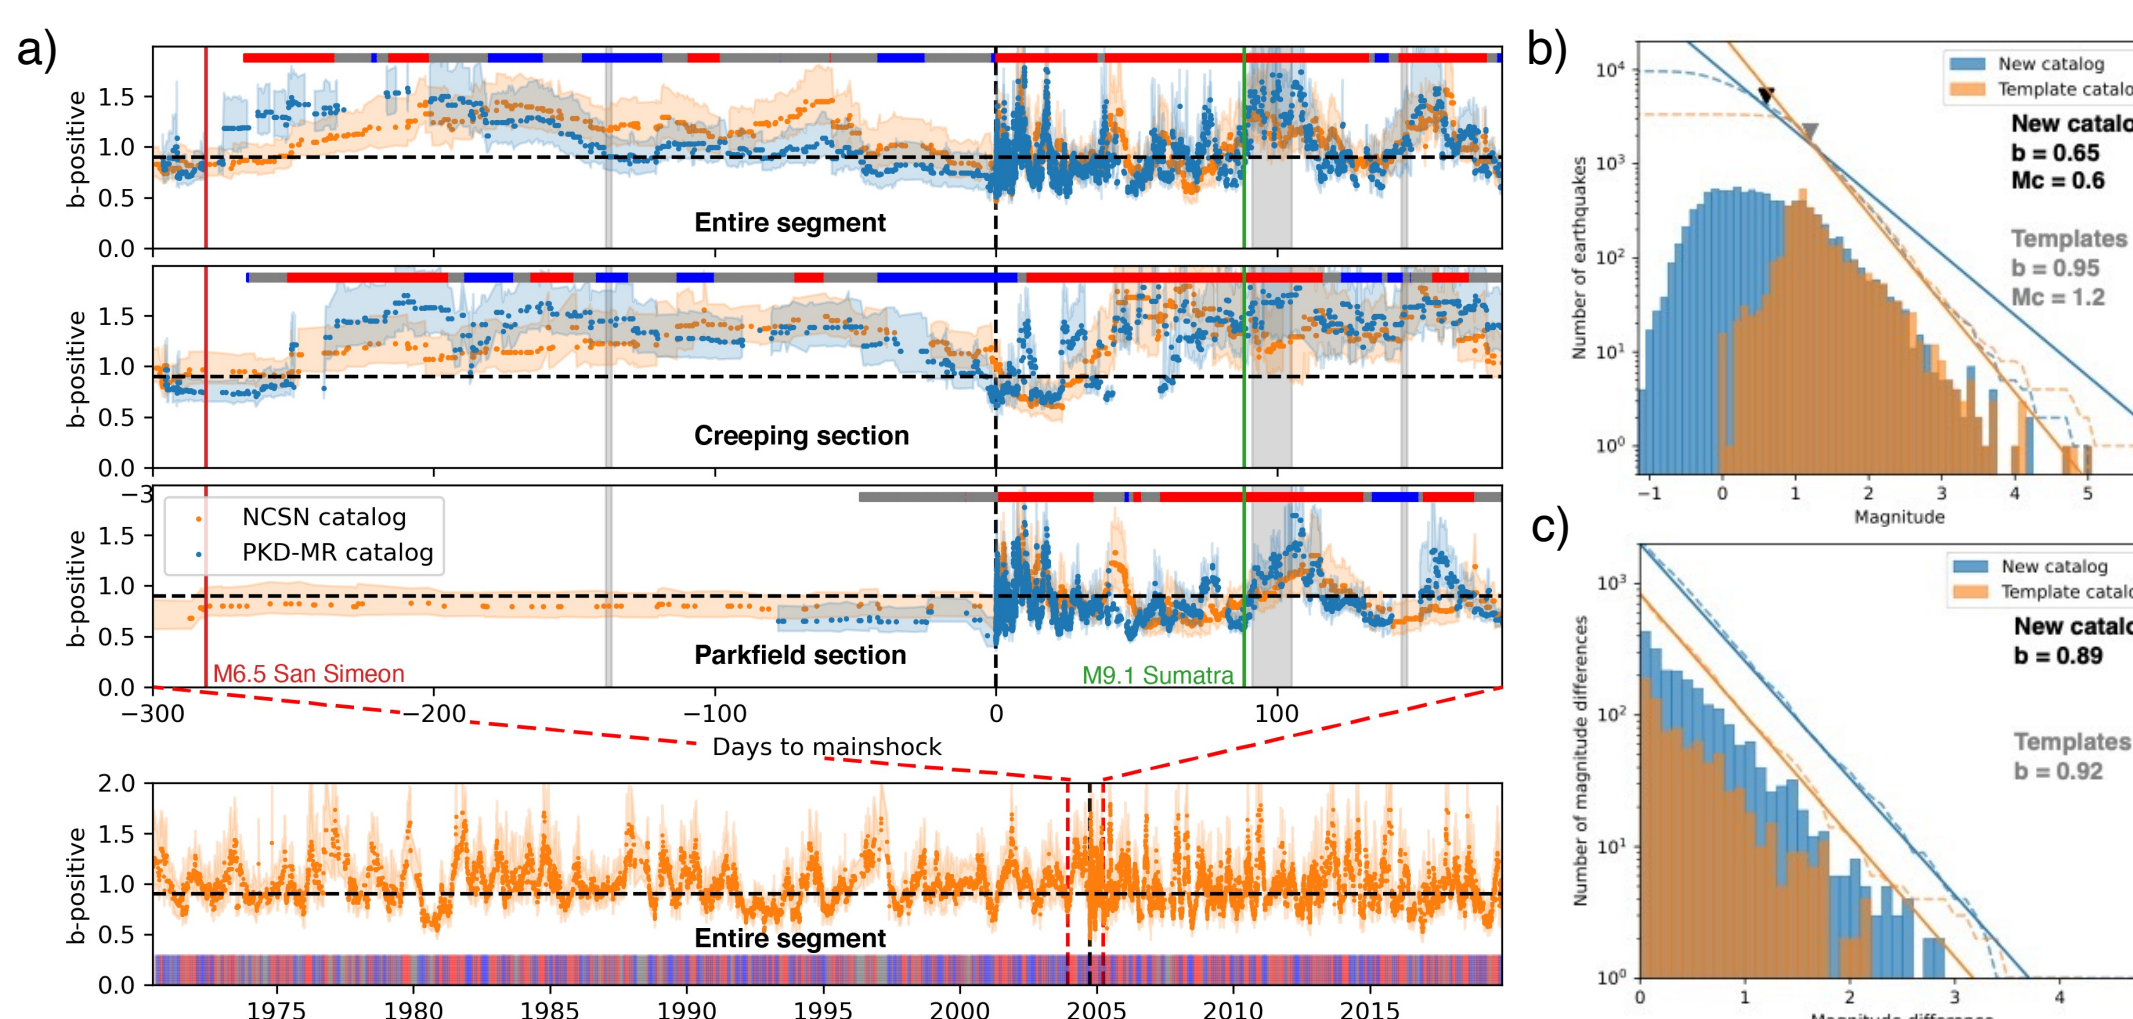 a)
b-positive
1.5
1.0
0.5
0.0
Entire segment
b-positive
1.5
1.0
0.5
0.0
Creeping section
−3
b-positive
1.5
1.0
0.5
0.0
NCSN catalog
PKD-MR catalog
Parkfield section
M6.5 San Simeon
M9.1 Sumatra
−300 −200 −100 0 100
Days to mainshock
b-positive
2.0
1.5
1.0
0.5
0.0
Entire segment
1975 1980 1985 1990 1995 2000 2005 2010 2015
b)
Number of earthquakes
10⁴
10³
10²
10¹
10⁰
New catalog
Template catalo
New catalo
b = 0.65
Mc = 0.6
Templates
b = 0.95
Mc = 1.2
−1 0 1 2 3 4 5
Magnitude
c)
Number of magnitude differences
10³
10²
10¹
10⁰
New catalog
Template catalo
New catalo
b = 0.89
Templates
b = 0.92
0 1 2 3 4
Magnitude difference